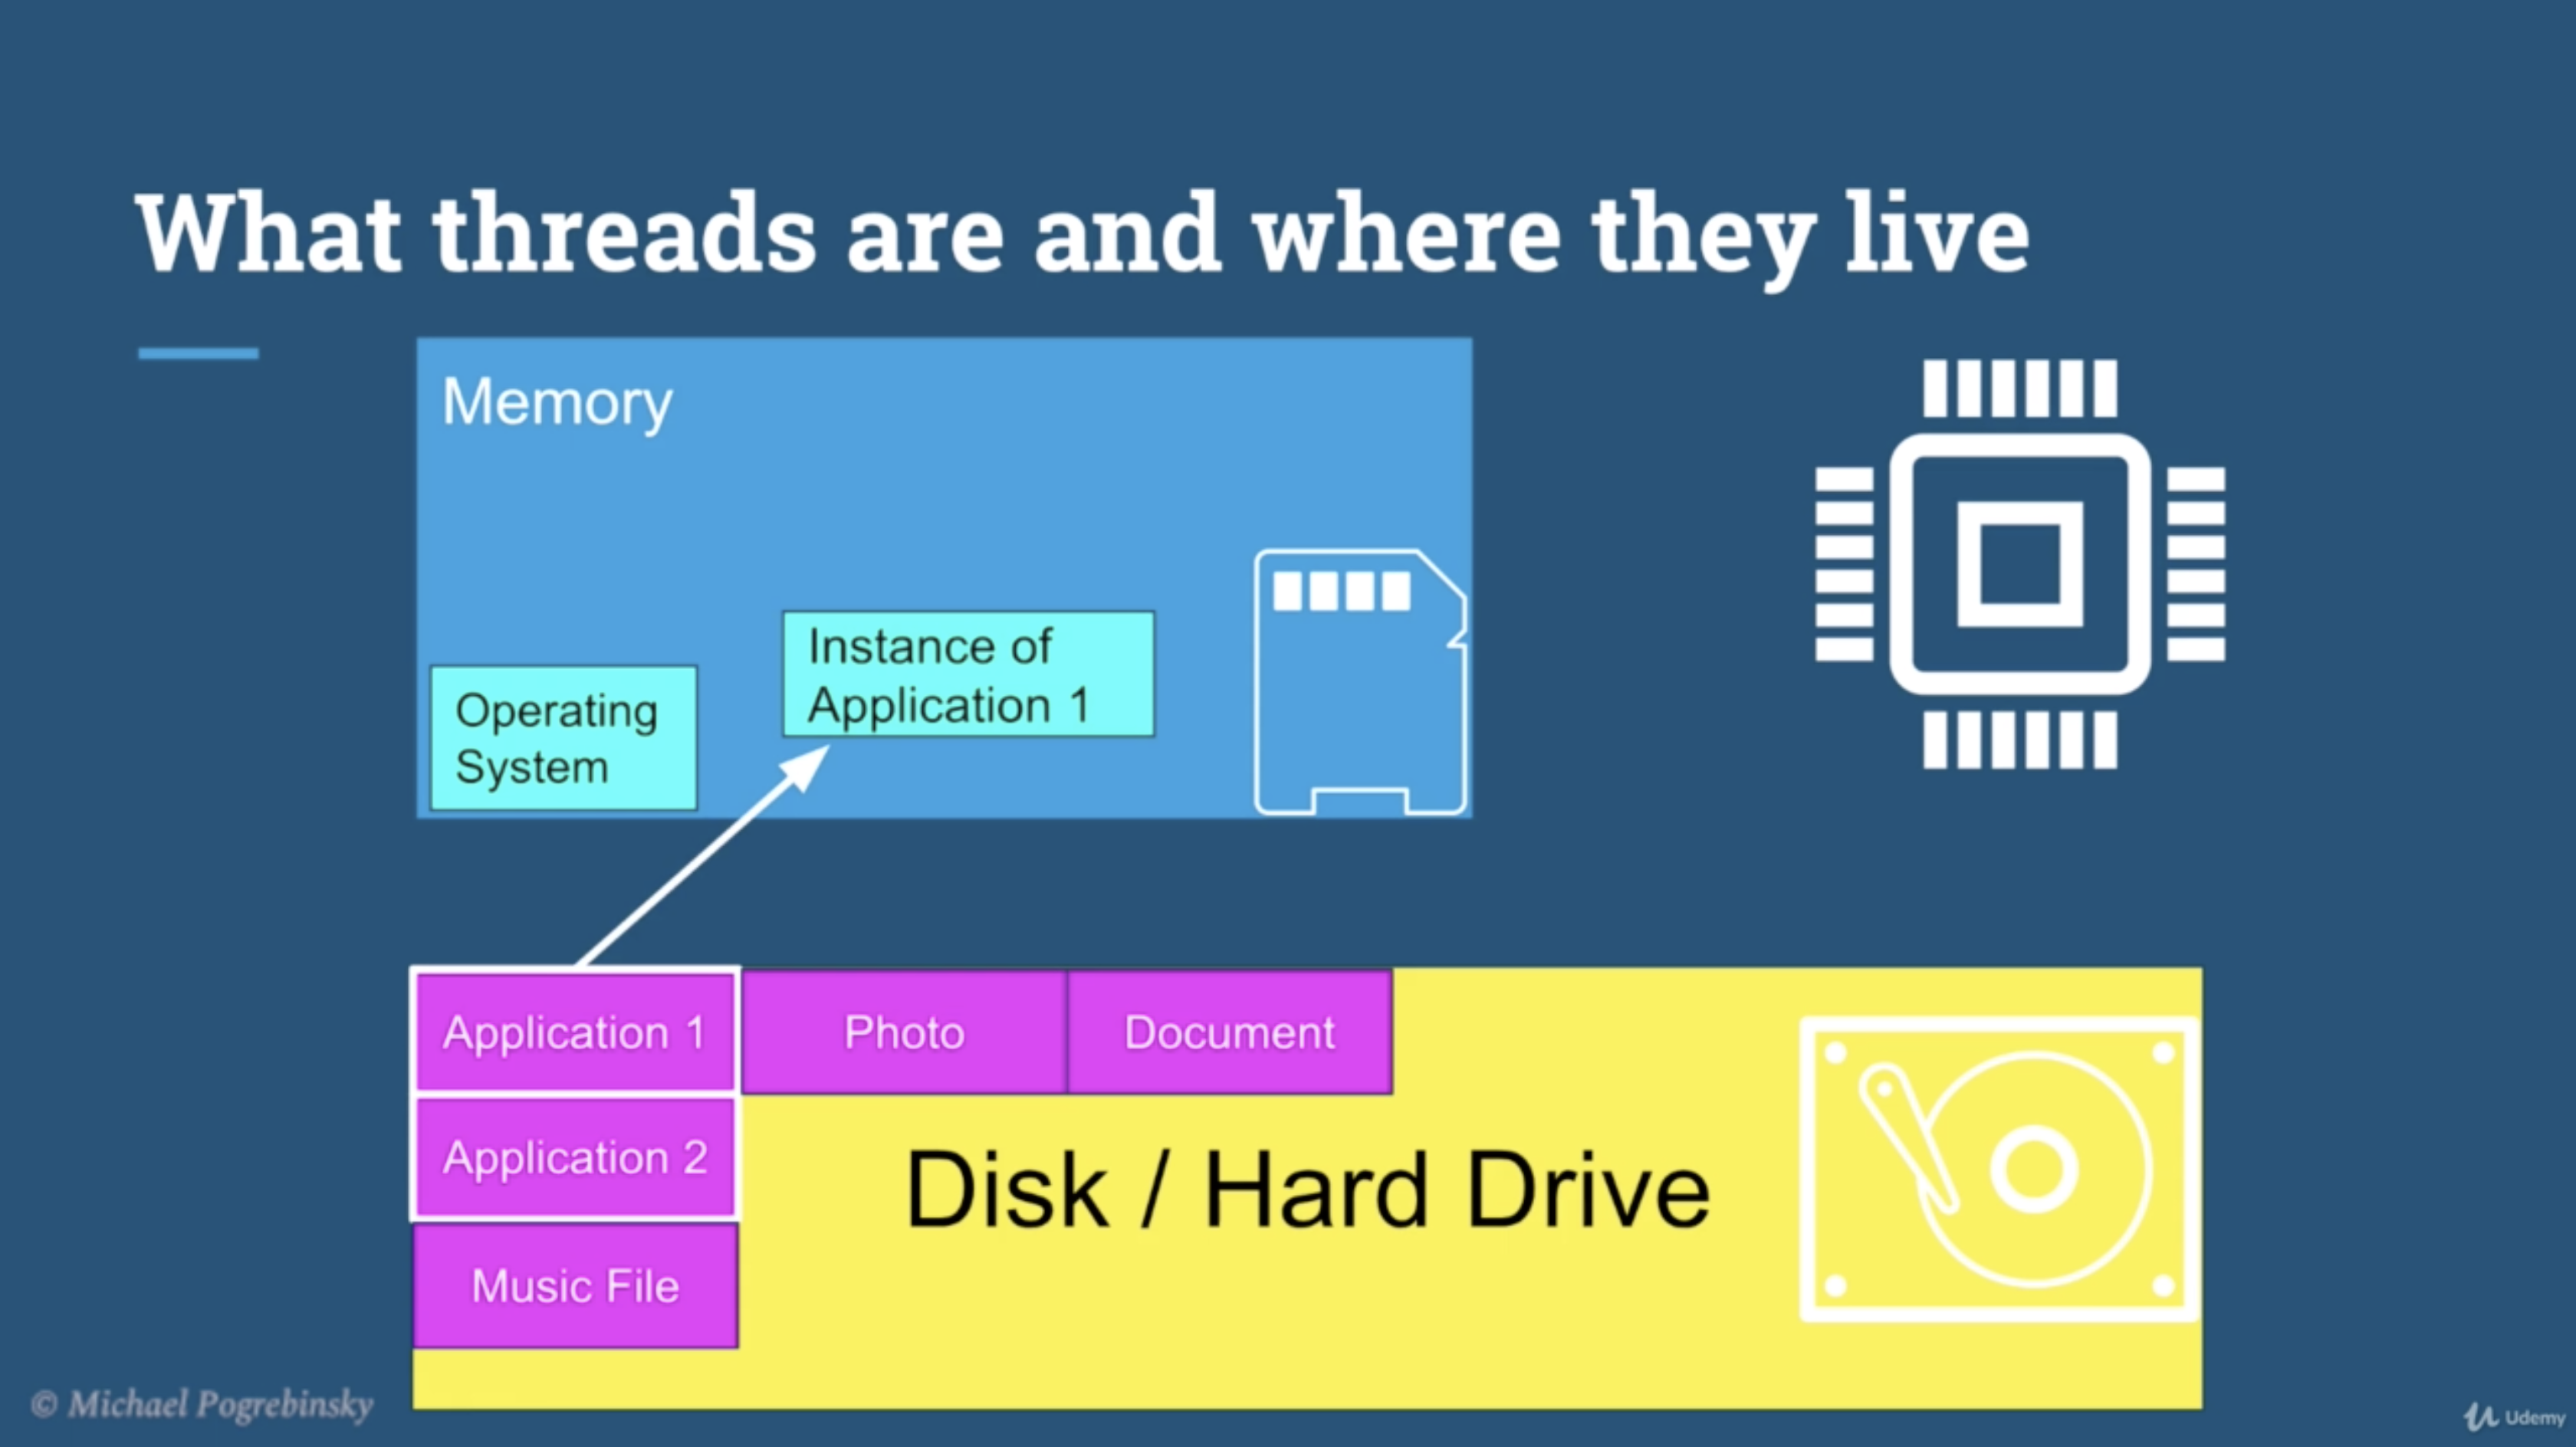 What threads are and where they live
Memory
Instance of
Application 1
Operating
System
Application 1
Photo
Document
Application 2
Disk / Hard Drive
Music File
© Michael Pogrebinsky
Udemy